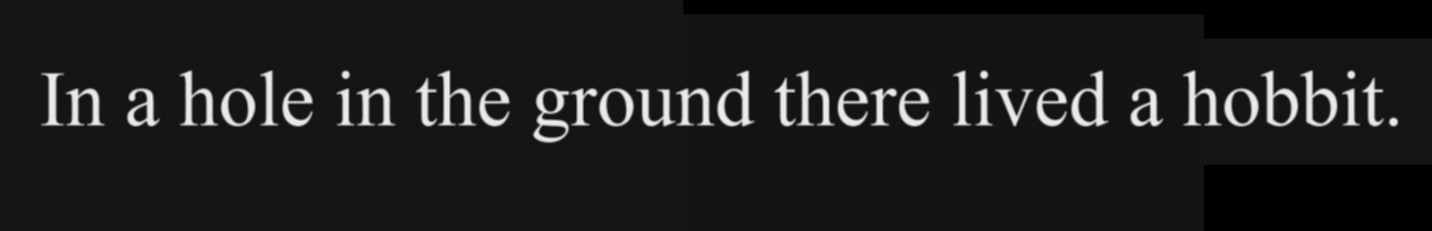 In a hole in the ground there lived a hobbit.